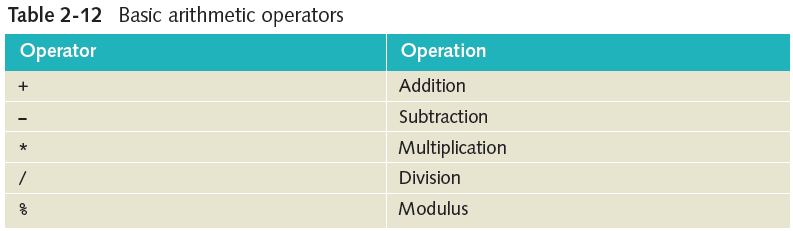 Table 2-12 Basic arithmetic operators
Operator Operation
+ Addition
– Subtraction
* Multiplication
/ Division
% Modulus